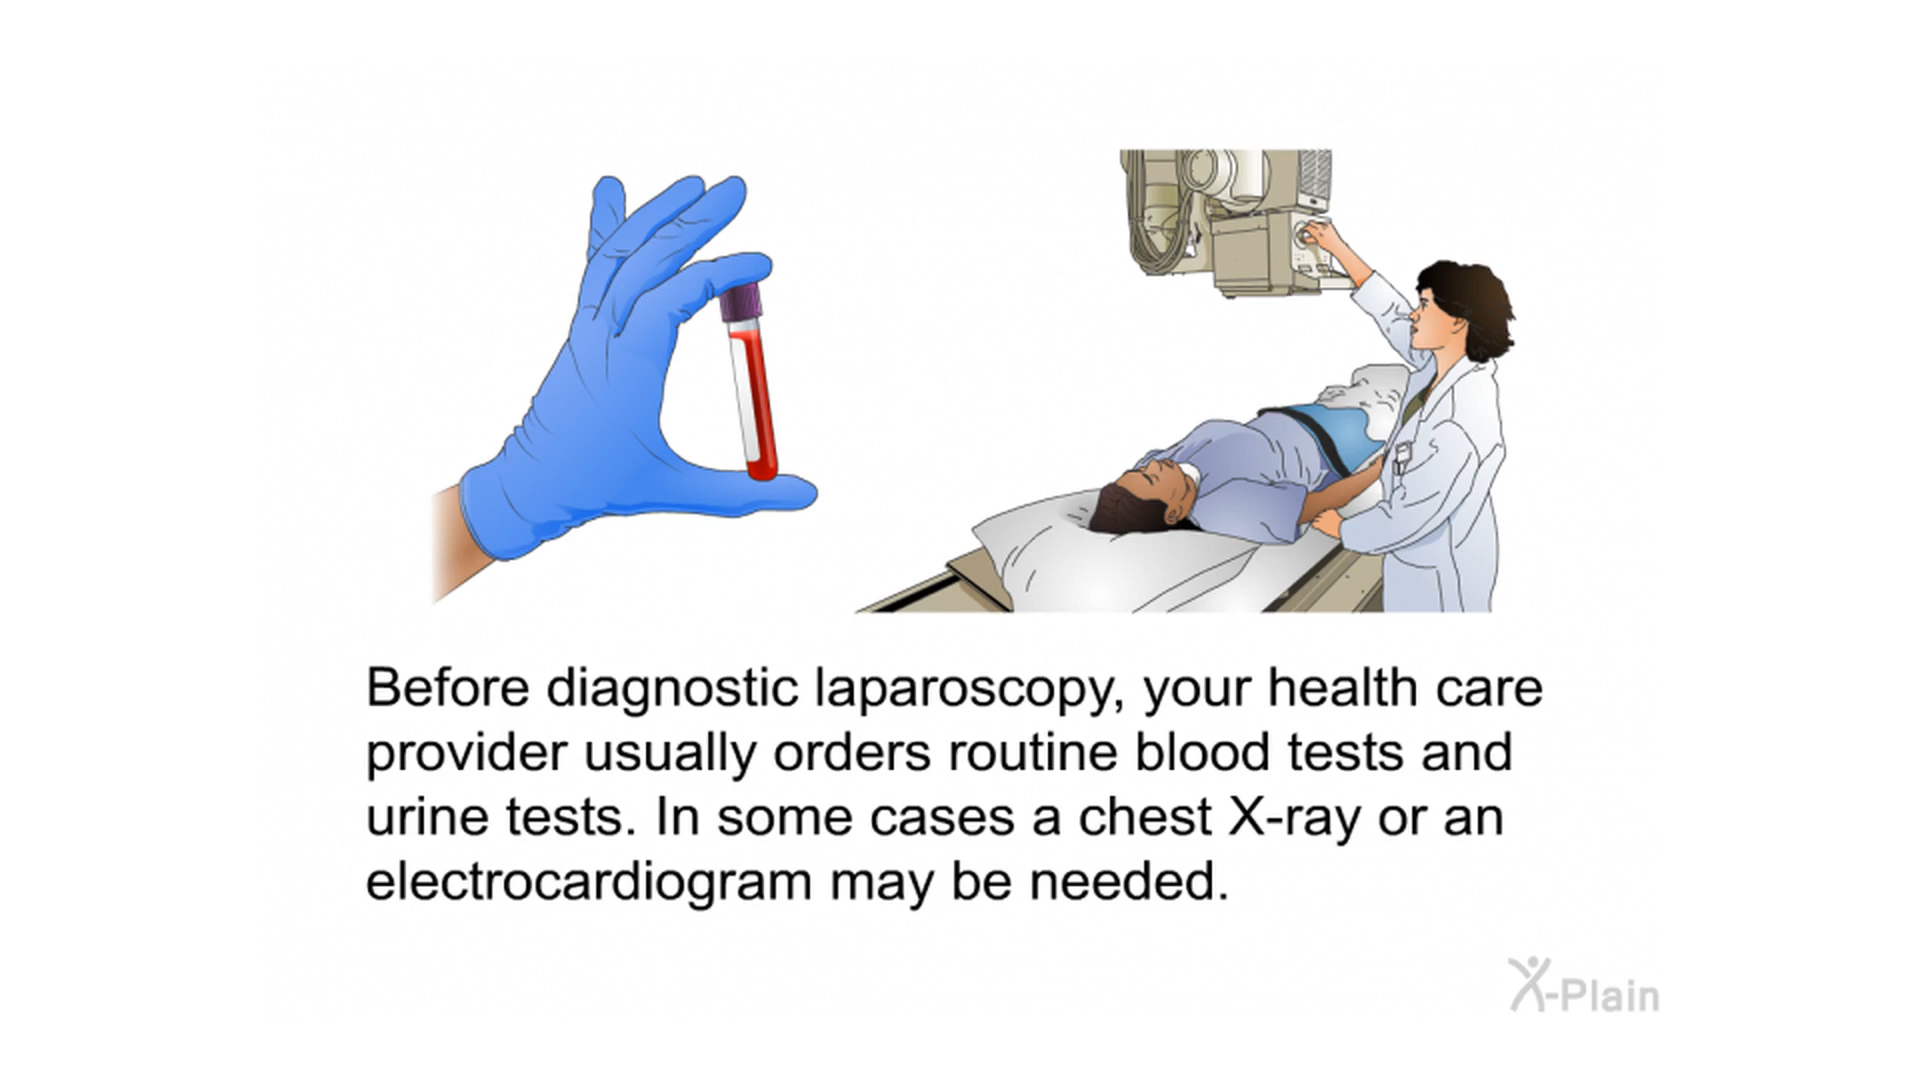 Before diagnostic laparoscopy, your health care
provider usually orders routine blood tests and
urine tests. In some cases a chest X-ray or an
electrocardiogram may be needed.
X-Plain